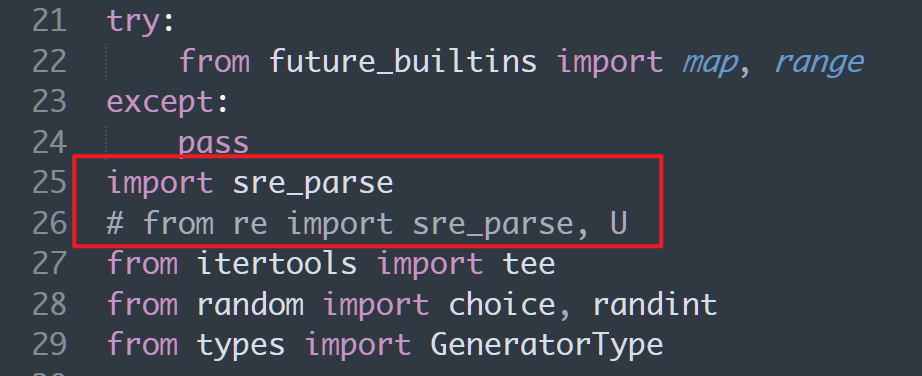 21 try:
22 from future_builtins import map, range
23 except:
24 pass
25 import sre_parse
26 # from re import sre_parse, U
27 from itertools import tee
28 from random import choice, randint
29 from types import GeneratorType